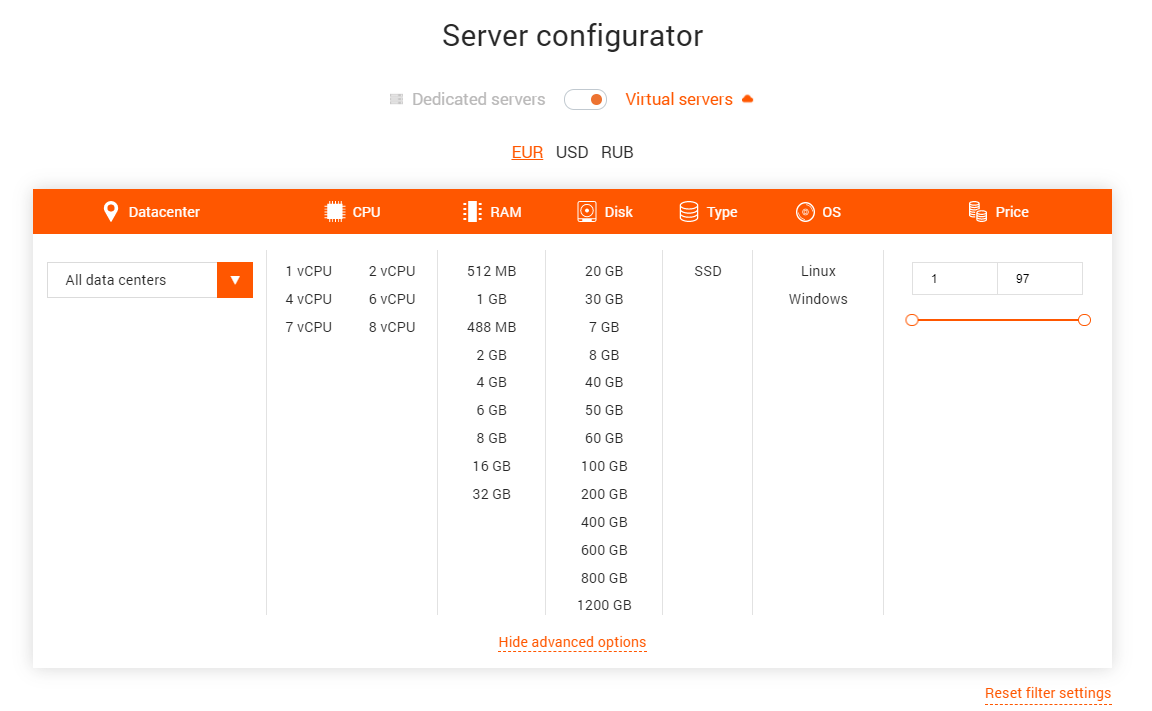 Server configurator
Dedicated servers
Virtual servers
EUR USD RUB
Datacenter
CPU
RAM
Disk
Type
OS
Price
All data centers
1 vCPU 2 vCPU
4 vCPU 6 vCPU
7 vCPU 8 vCPU
512 MB
1 GB
488 MB
2 GB
4 GB
6 GB
8 GB
16 GB
32 GB
20 GB
30 GB
7 GB
8 GB
40 GB
50 GB
60 GB
100 GB
200 GB
400 GB
600 GB
800 GB
1200 GB
SSD
Linux
Windows
1 97
Hide advanced options
Reset filter settings